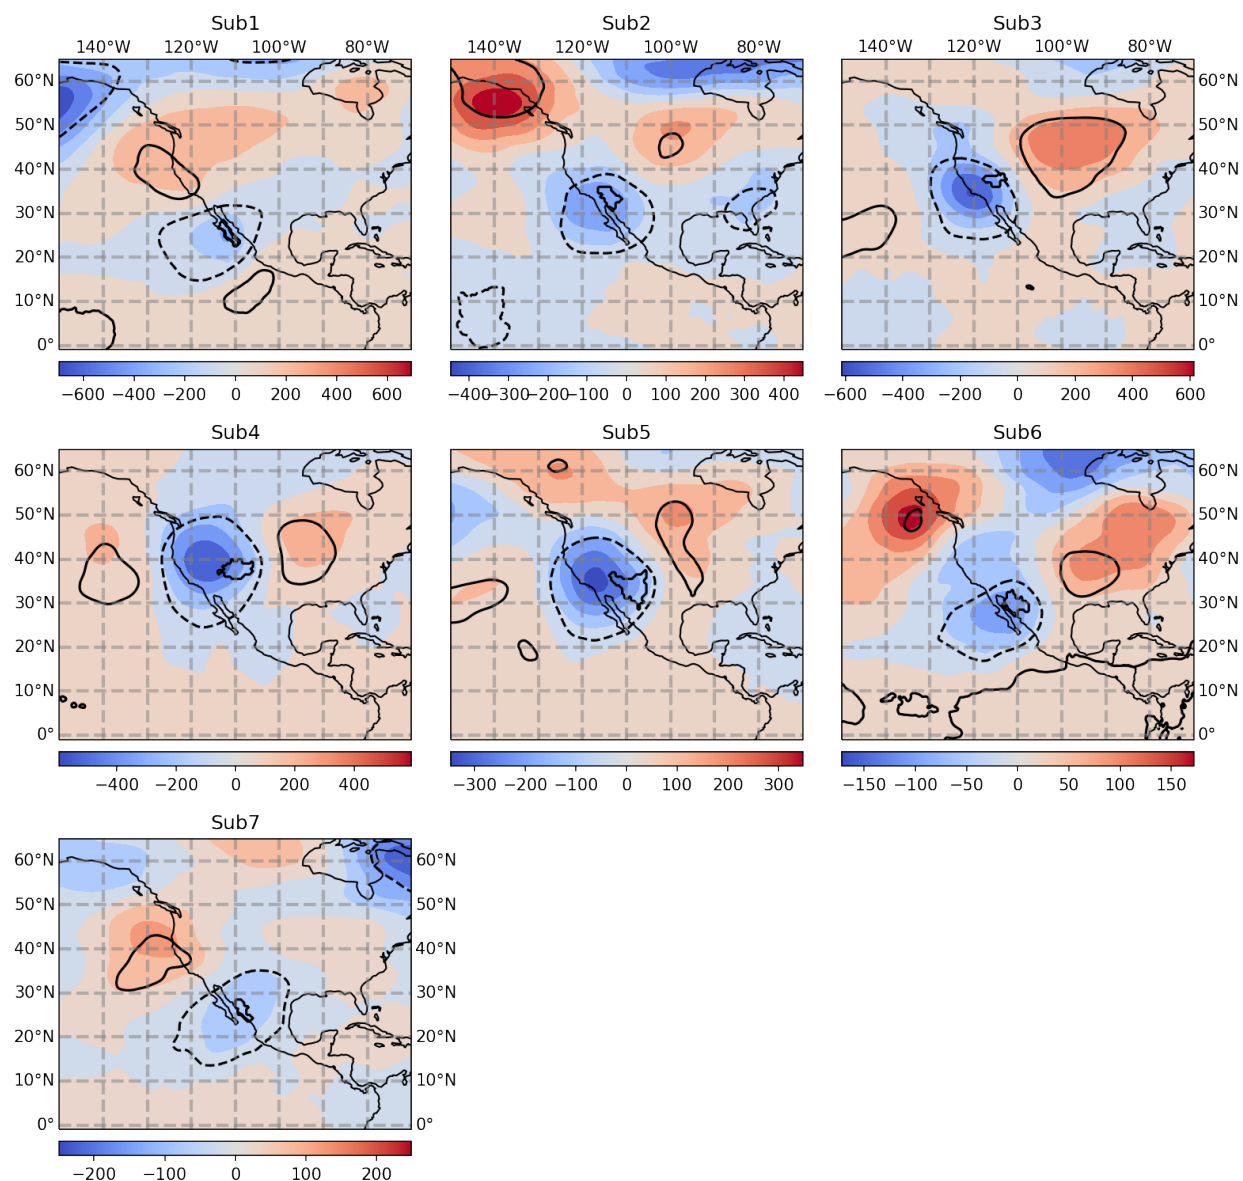 Sub1 Sub2 Sub3
140°W 120°W 100°W 80°W 140°W 120°W 100°W 80°W 140°W 120°W 100°W 80°W
60°N 60°N
50°N 50°N
40°N 40°N
30°N 30°N
20°N 20°N
10°N 10°N
0° 0°
−600 −400 −200 0 200 400 600 −400 −300 −200 −100 0 100 200 300 400 −600 −400 −200 0 200 400 600
Sub4 Sub5 Sub6
60°N 60°N
50°N 50°N
40°N 40°N
30°N 30°N
20°N 20°N
10°N 10°N
0° 0°
−400 −200 0 200 400 −300 −200 −100 0 100 200 300 −150 −100 −50 0 50 100 150
Sub7
60°N 60°N
50°N 50°N
40°N 40°N
30°N 30°N
20°N 20°N
10°N 10°N
0° 0°
−200 −100 0 100 200